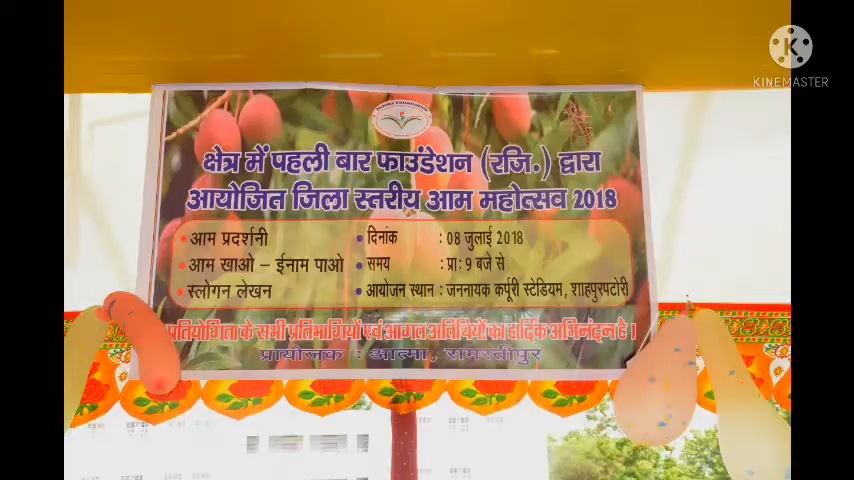 KINEMASTER
क्षेत्र में पहली बार फाउंडेशन (रजि.) द्वारा
आयोजित जिला स्तरीय आम महोत्सव 2018
• आम प्रदर्शनी
• आम खाओ – ईनाम पाओ
• स्लोगन लेखन
• दिनांक : 08 जुलाई 2018
• समय : प्रा: 9 बजे से
• आयोजन स्थान : जननायक कर्पूरी स्टेडियम, शाहपुरपटोरी
प्रतियोगिता के सभी प्रतिभागियों एवं आगत अतिथियों का हार्दिक अभिनंदन है।
प्रायोजक : आत्मा, समस्तीपुर